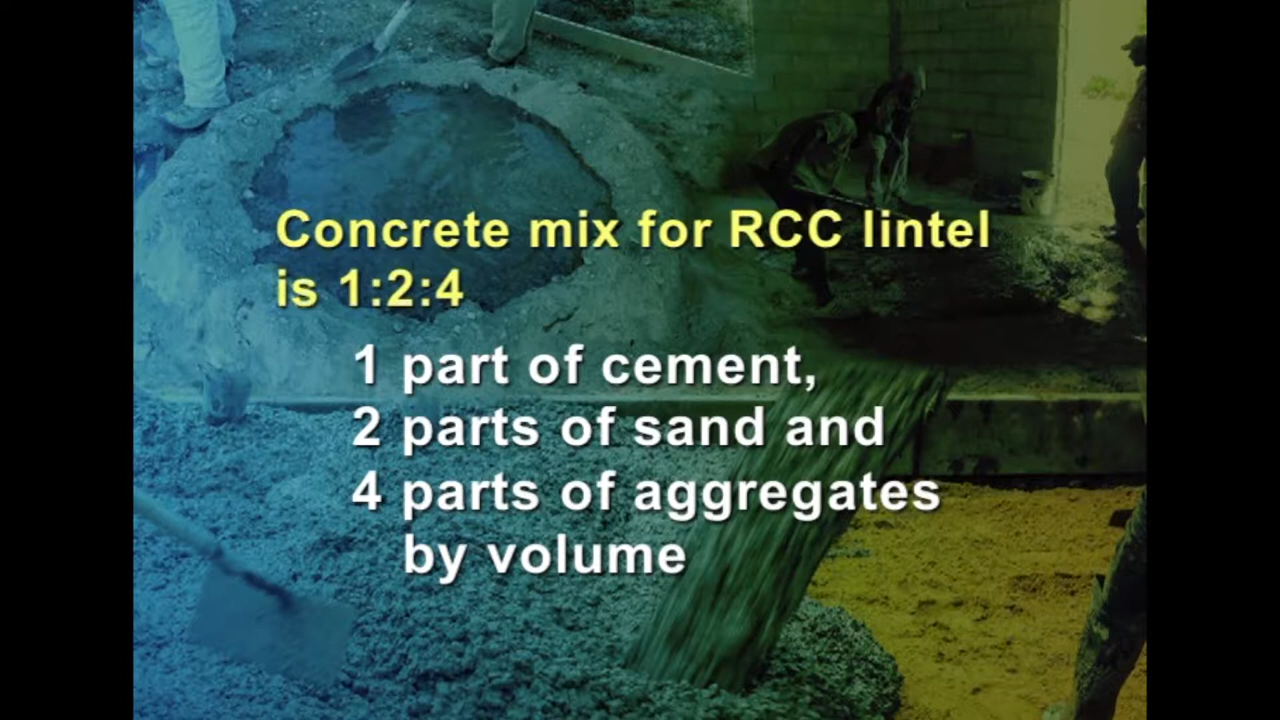 Concrete mix for RCC lintel
is 1:2:4
1 part of cement,
2 parts of sand and
4 parts of aggregates
by volume